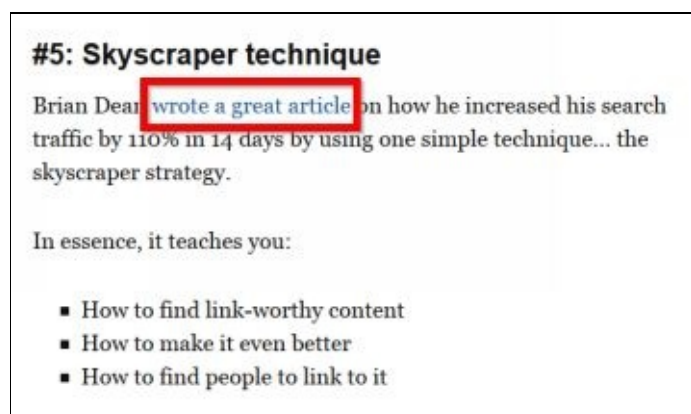 #5: Skyscraper technique
Brian Dean wrote a great article on how he increased his search
traffic by 110% in 14 days by using one simple technique... the
skyscraper strategy.
In essence, it teaches you:
▪ How to find link-worthy content
▪ How to make it even better
▪ How to find people to link to it